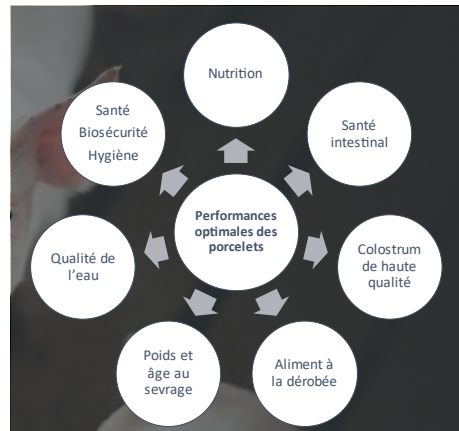 Nutrition
Santé
intestinal
Colostrum
de haute
qualité
Aliment à
la dérobée
Poids et
âge au
sevrage
Qualité de
l'eau
Santé
Biosécurité
Hygiène
Performances
optimales des
porcelets